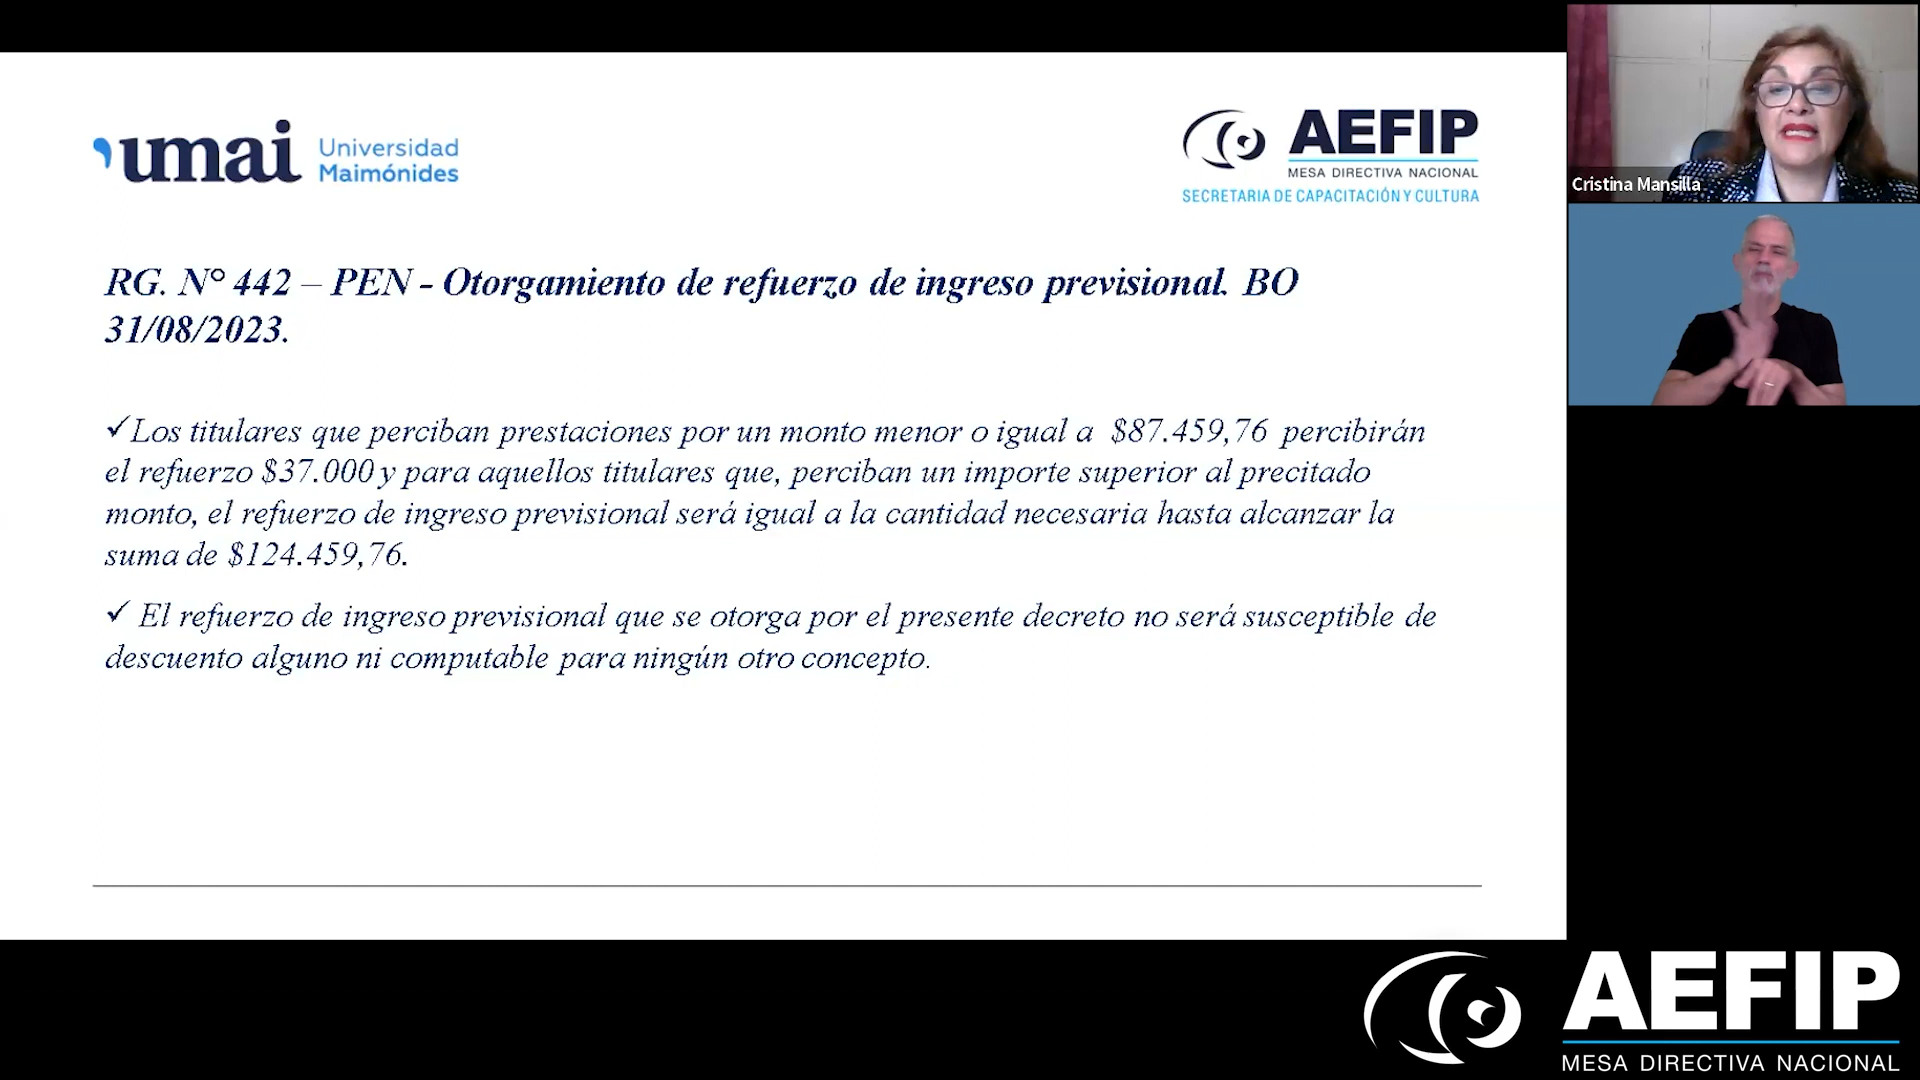 umai Universidad
Maimónides
AEFIP
MESA DIRECTIVA NACIONAL
SECRETARIA DE CAPACITACIÓN Y CULTURA
Cristina Mansilla
RG. N° 442 – PEN - Otorgamiento de refuerzo de ingreso previsional. BO
31/08/2023.
✓Los titulares que perciban prestaciones por un monto menor o igual a $87.459,76 percibirán
el refuerzo $37.000 y para aquellos titulares que, perciban un importe superior al precitado
monto, el refuerzo de ingreso previsional será igual a la cantidad necesaria hasta alcanzar la
suma de $124.459,76.
✓ El refuerzo de ingreso previsional que se otorga por el presente decreto no será susceptible de
descuento alguno ni computable para ningún otro concepto.
AEFIP
MESA DIRECTIVA NACIONAL